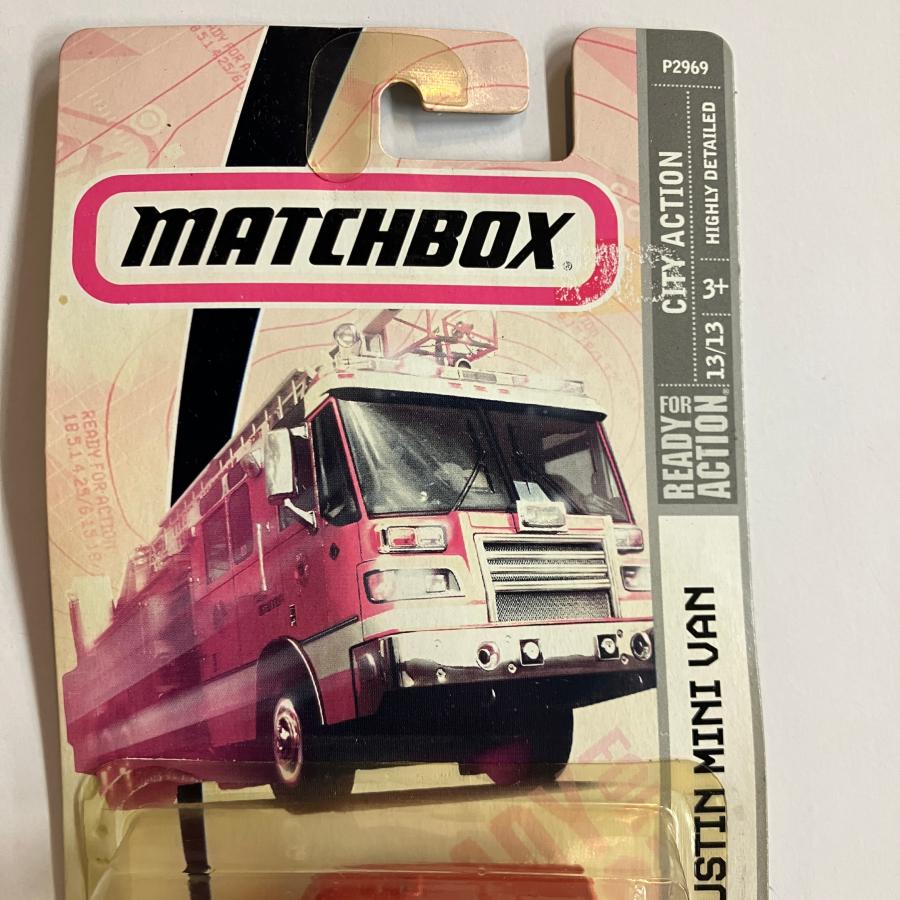 MATCHBOX®
P2969
CITY ACTION
HIGHLY DETAILED
3+
13/13
READY FOR
ACTION®
USTIN MINI VAN
READY FOR ACTION